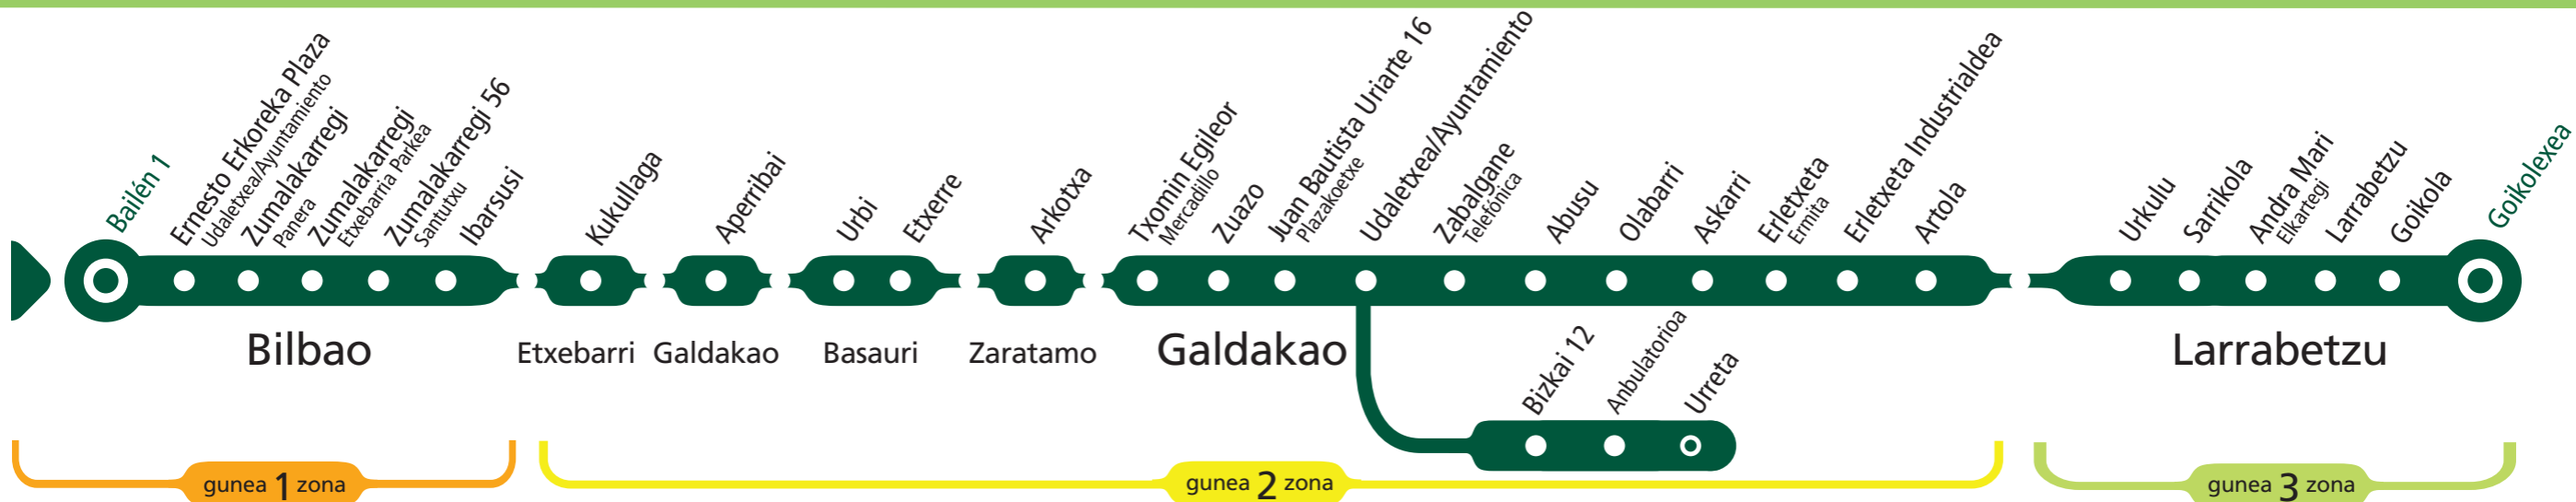 Bailén 1
Ernesto Erkoreka Plaza
Udaletxea/Ayuntamiento
Zumalakarregi
Panera
Zumalakarregi
Etxebarria Parkea
Zumalakarregi 56
Santutxu
Ibarsusi
Kukullaga
Aperribai
Urbi
Etxerre
Arkotxa
Txomin Egileor
Mercadillo
Zuazo
Juan Bautista Uriarte 16
Plazakoetxe
Udaletxea/Ayuntamiento
Zabalgane
Telefónica
Abusu
Olabarri
Askarri
Erletxeta
Ermita
Erletxeta Industrialdea
Artola
Urkulu
Sarrikola
Andra Mari
Elkartegi
Larrabetzu
Goikola
Goikolexea
Bilbao
Etxebarri
Galdakao
Basauri
Zaratamo
Galdakao
Larrabetzu
Bizkai 12
Anbulatorioa
Urreta
gunea 1 zona
gunea 2 zona
gunea 3 zona